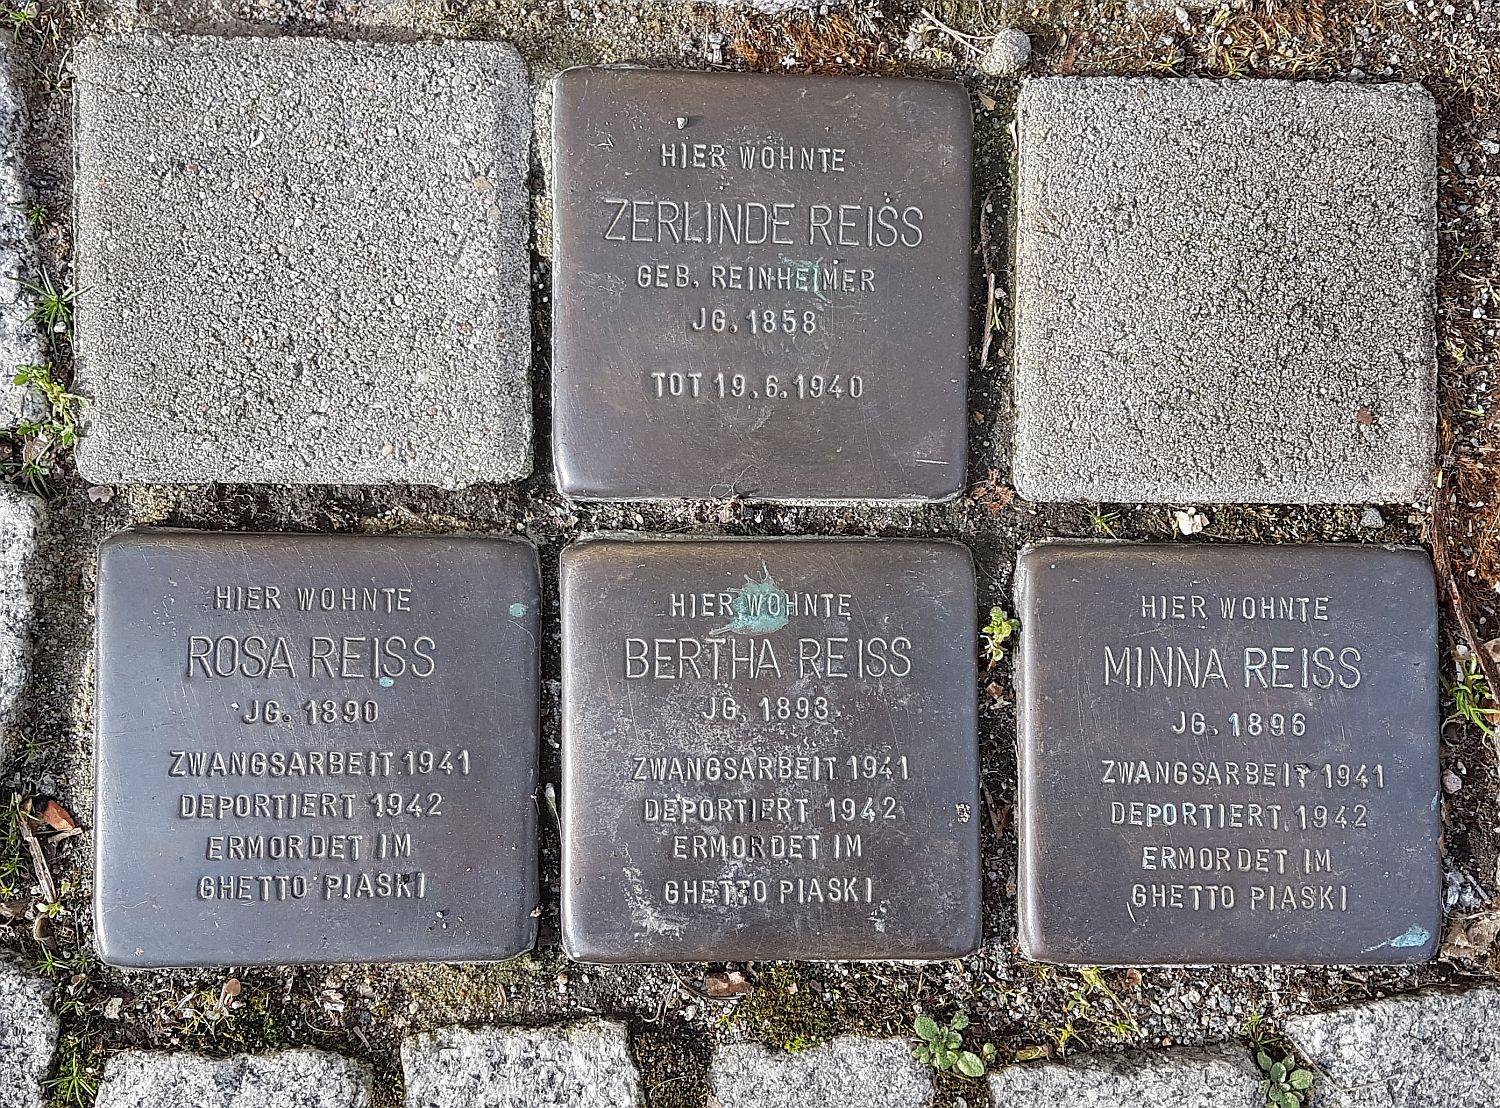 HIER WOHNTE
ZERLINDE REISS
GEB. REINHEIMER
JG. 1858
TOT 19.6.1940
HIER WOHNTE
ROSA REISS
JG. 1890
ZWANGSARBEIT 1941
DEPORTIERT 1942
ERMORDET IM
GHETTO PIASKI
HIER WOHNTE
BERTHA REISS
JG. 1893
ZWANGSARBEIT 1941
DEPORTIERT 1942
ERMORDET IM
GHETTO PIASKI
HIER WOHNTE
MINNA REISS
JG. 1896
ZWANGSARBEIT 1941
DEPORTIERT 1942
ERMORDET IM
GHETTO PIASKI